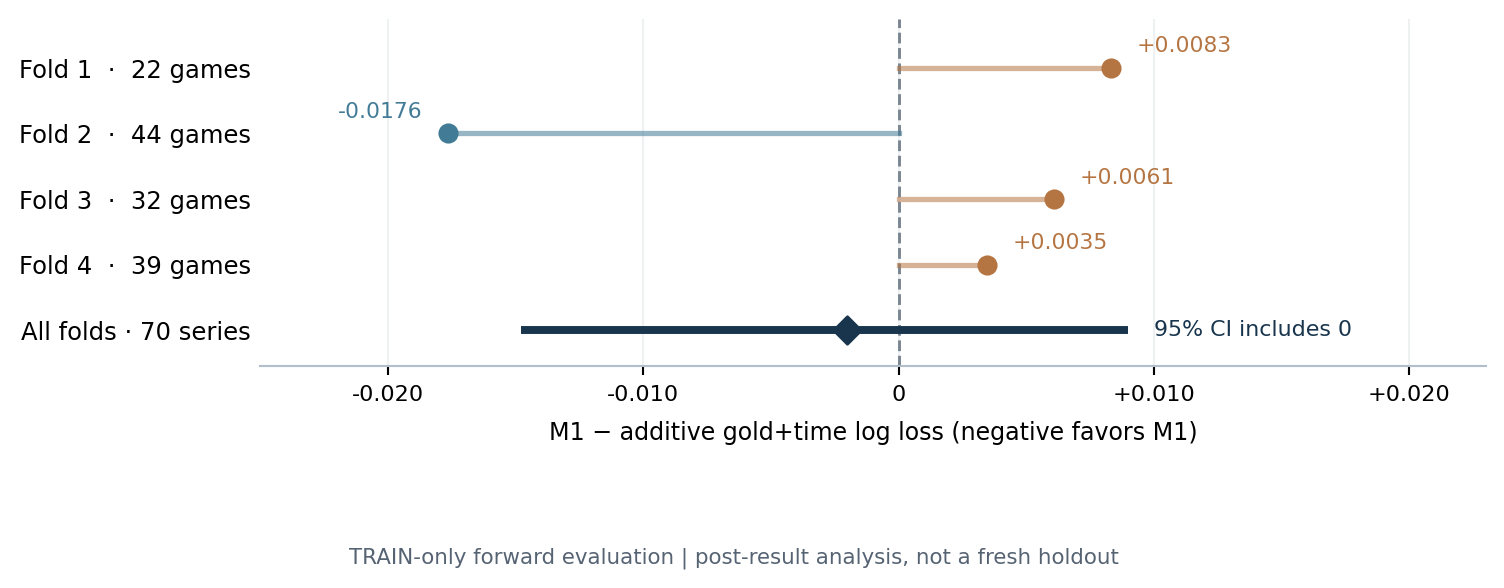 Fold 1 · 22 games
+0.0083
Fold 2 · 44 games
-0.0176
Fold 3 · 32 games
+0.0061
Fold 4 · 39 games
+0.0035
All folds · 70 series
95% CI includes 0
-0.020
-0.010
0
+0.010
+0.020
M1 − additive gold+time log loss (negative favors M1)
TRAIN-only forward evaluation | post-result analysis, not a fresh holdout